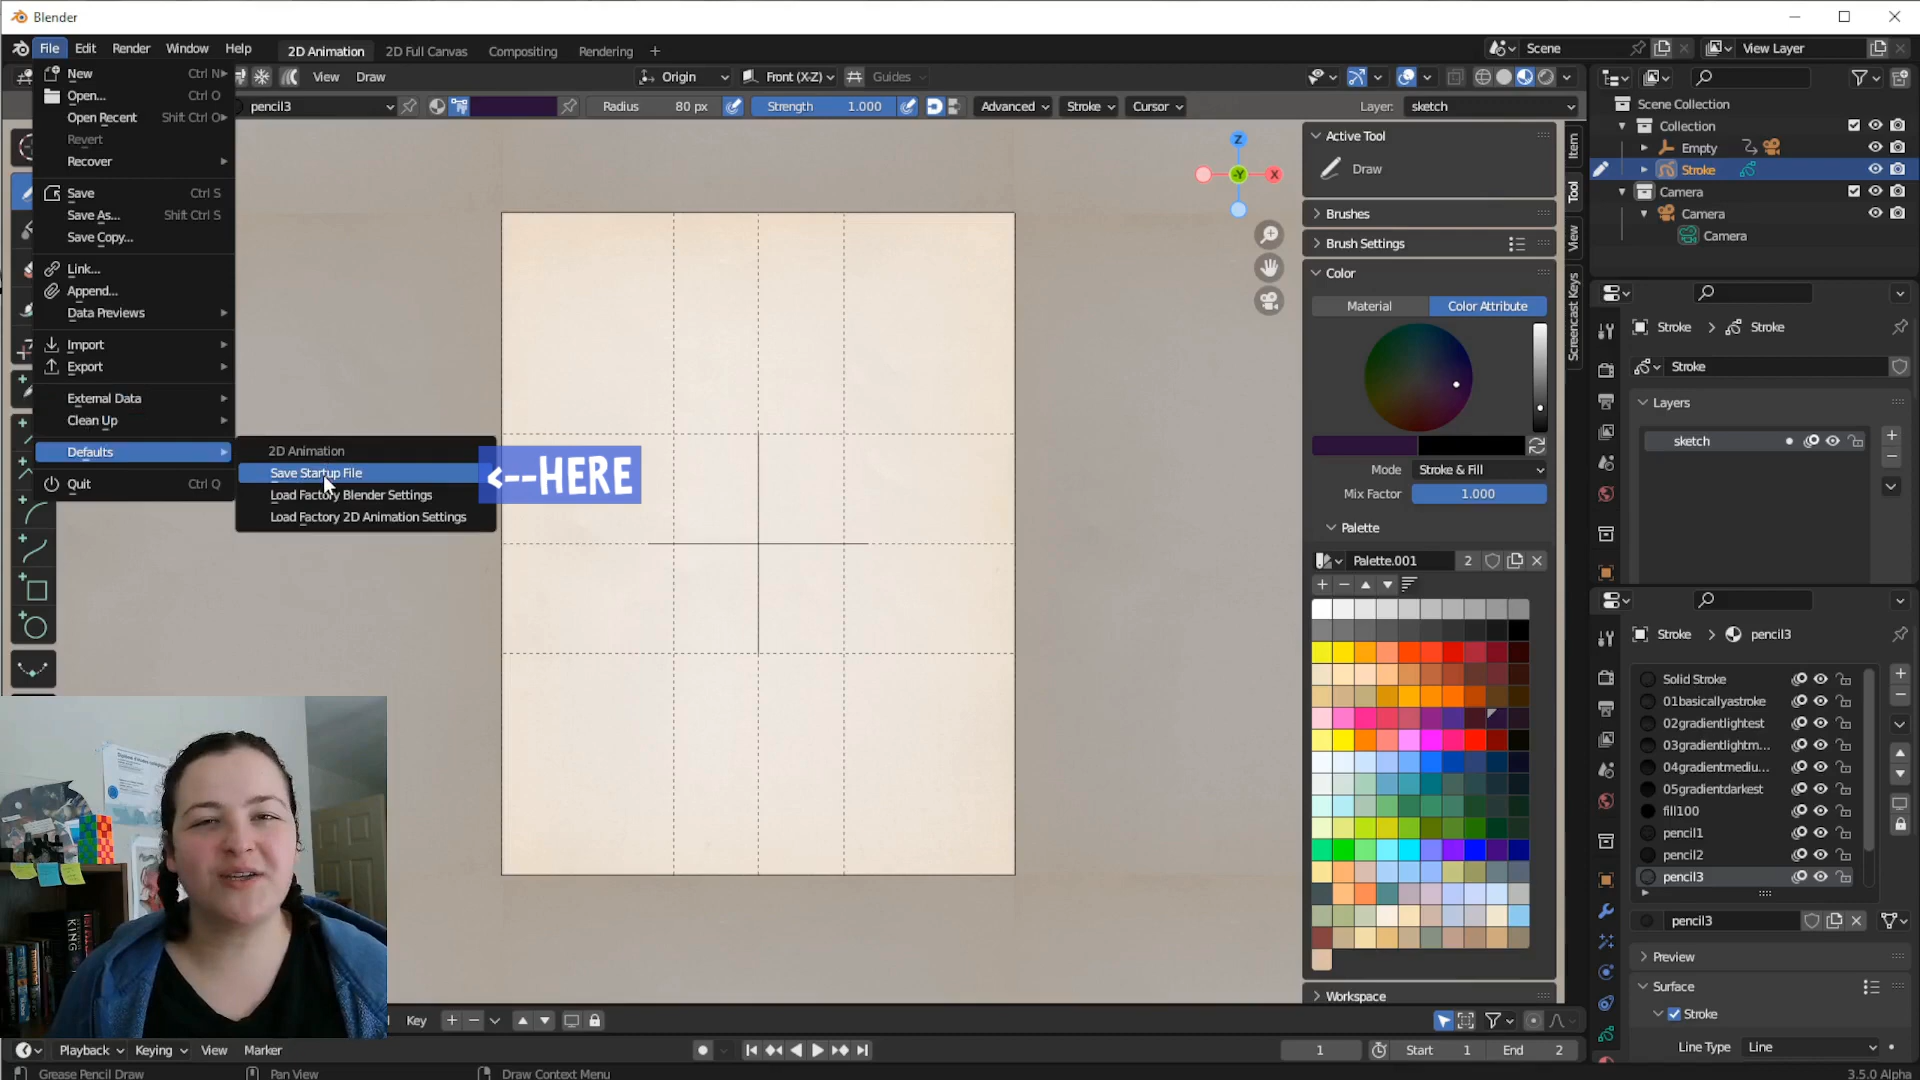 Blender
File Edit Render Window Help 2D Animation 2D Full Canvas Compositing Rendering + Scene View Layer
View Draw Origin Front (X-Z) Guides
pencil3 Radius 80 px Strength 1.000 Advanced Stroke Cursor Layer: sketch
New Ctrl N
Open... Ctrl O
Open Recent Shift Ctrl O
Revert
Recover
Save Ctrl S
Save As... Shift Ctrl S
Save Copy...
Link...
Append...
Data Previews
Import
Export
External Data
Clean Up
Defaults
Quit Ctrl Q
2D Animation
Save Startup File
Load Factory Blender Settings
Load Factory 2D Animation Settings
<--HERE
Z
-Y
X
Active Tool
Draw
Brushes
Brush Settings
Color
Material Color Attribute
Mode Stroke & Fill
Mix Factor 1.000
Palette
Palette.001 2
Workspace
Item
Tool
View
Screencast Keys
Scene Collection
Collection
Empty
Stroke
Camera
Camera
Camera
Stroke > Stroke
Stroke
Layers
sketch
Stroke > pencil3
Solid Stroke
01basicallyastroke
02gradientlightest
03gradientlightm...
04gradientmediu...
05gradientdarkest
fill100
pencil1
pencil2
pencil3
pencil3
Preview
Surface
Stroke
Line Type Line
KING
Key
Playback Keying View Marker 1 Start 1 End 2
Grease Pencil Draw Pan View Draw Context Menu 3.5.0 Alpha